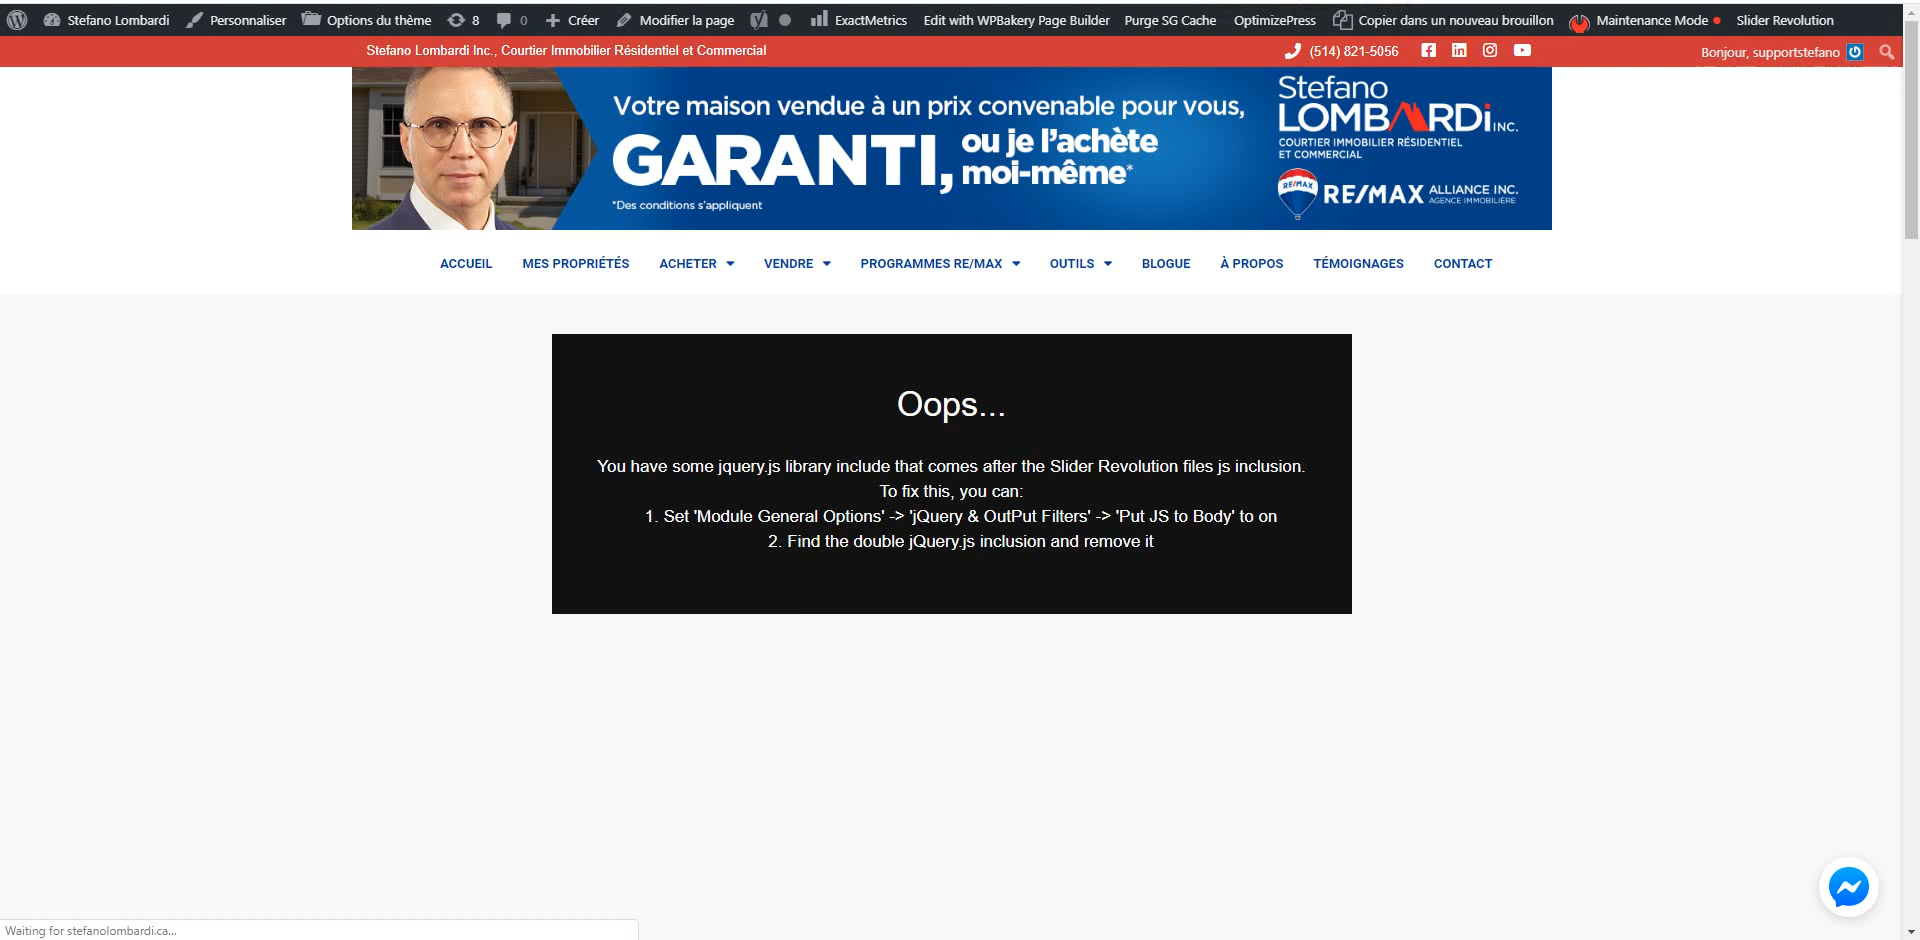 Stefano Lombardi Personnaliser Options du thème 8 0 Créer Modifier la page ExactMetrics Edit with WPBakery Page Builder Purge SG Cache OptimizePress Copier dans un nouveau brouillon Maintenance Mode Slider Revolution
Stefano Lombardi Inc., Courtier Immobilier Résidentiel et Commercial (514) 821-5056 Bonjour, supportstefano
Votre maison vendue à un prix convenable pour vous,
GARANTI, ou je l'achète
moi-même*
*Des conditions s'appliquent
Stefano
LOMBARDi INC.
COURTIER IMMOBILIER RÉSIDENTIEL
ET COMMERCIAL
RE/MAX
RE/MAX ALLIANCE INC.
AGENCE IMMOBILIÈRE
ACCUEIL MES PROPRIÉTÉS ACHETER VENDRE PROGRAMMES RE/MAX OUTILS BLOGUE À PROPOS TÉMOIGNAGES CONTACT
Oops...
You have some jquery.js library include that comes after the Slider Revolution files js inclusion.
To fix this, you can:
1. Set 'Module General Options' -> 'jQuery & OutPut Filters' -> 'Put JS to Body' to on
2. Find the double jQuery.js inclusion and remove it
Waiting for stefanolombardi.ca...